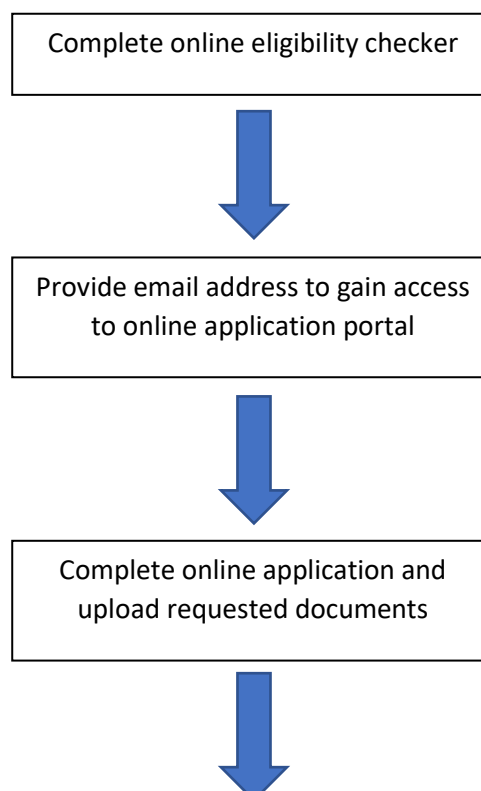 Complete online eligibility checker
Provide email address to gain access
to online application portal
Complete online application and
upload requested documents